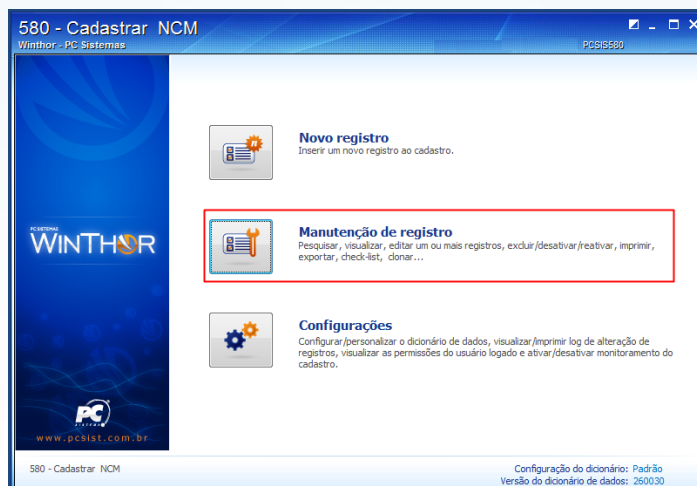 580 - Cadastrar NCM
Winthor - PC Sistemas
PCSIS580
Novo registro
Inserir um novo registro ao cadastro.
PC SISTEMAS
WINTHOR
Manutenção de registro
Pesquisar, visualizar, editar um ou mais registros, excluir/desativar/reativar, imprimir,
exportar, check-list, clonar...
Configurações
Configurar/personalizar o dicionário de dados, visualizar/imprimir log de alteração de
registros, visualizar as permissões do usuário logado e ativar/desativar monitoramento do
cadastro.
PC
SISTEMAS
www.pcsist.com.br
580 - Cadastrar NCM
Configuração do dicionário: Padrão
Versão do dicionário de dados: 260030